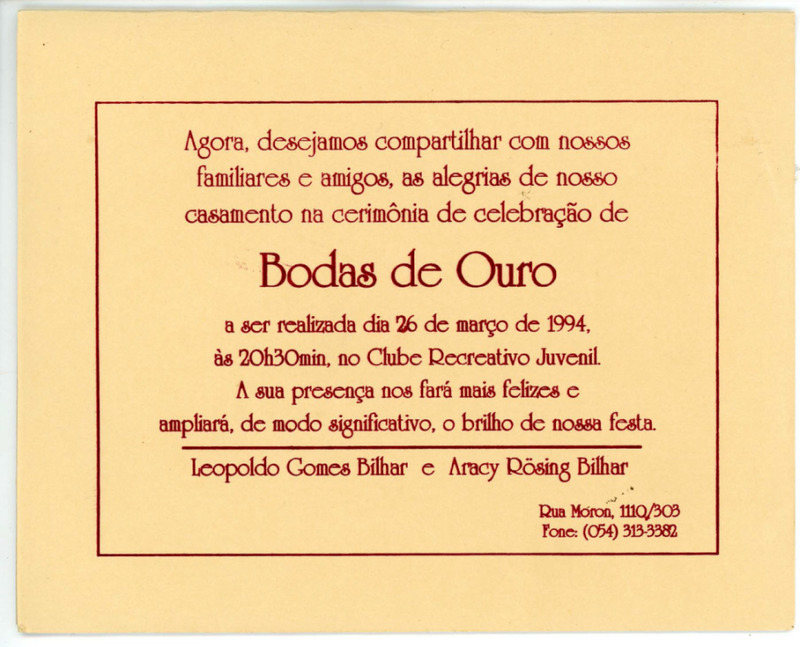 Agora, desejamos compartilhar com nossos
familiares e amigos, as alegrias de nosso
casamento na cerimônia de celebração de
Bodas de Ouro
a ser realizada dia 26 de março de 1994,
às 20h30min, no Clube Recreativo Juvenil.
A sua presença nos fará mais felizes e
ampliará, de modo significativo, o brilho de nossa festa.
Leopoldo Gomes Bilhar e Aracy Rösing Bilhar
Rua Moron, 1110/303
Fone: (054) 313-3382